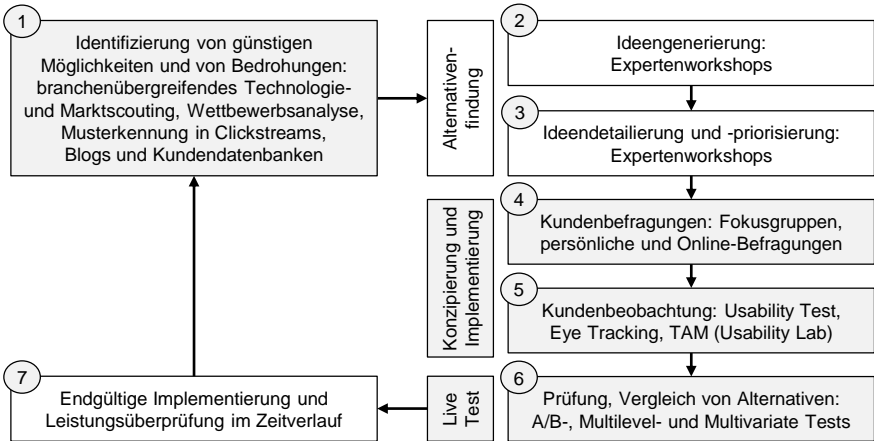 1
Identifizierung von günstigen
Möglichkeiten und von Bedrohungen:
branchenübergreifendes Technologie-
und Marktscouting, Wettbewerbsanalyse,
Musterkennung in Clickstreams,
Blogs und Kundendatenbanken
Alternativen-
findung
2
Ideengenerierung:
Expertenworkshops
3
Ideendetailierung und -priorisierung:
Expertenworkshops
Konzipierung und
Implementierung
4
Kundenbefragungen: Fokusgruppen,
persönliche und Online-Befragungen
5
Kundenbeobachtung: Usability Test,
Eye Tracking, TAM (Usability Lab)
6
Prüfung, Vergleich von Alternativen:
A/B-, Multilevel- und Multivariate Tests
Live
Test
7
Endgültige Implementierung und
Leistungsüberprüfung im Zeitverlauf